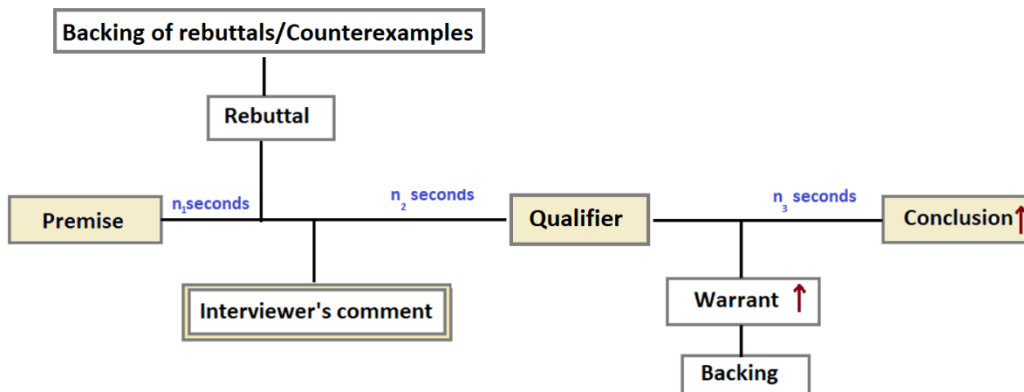 Backing of rebuttals/Counterexamples
Rebuttal
n₁seconds
n₂ seconds
n₃ seconds
Premise
Qualifier
Conclusion↑
Interviewer's comment
Warrant ↑
Backing